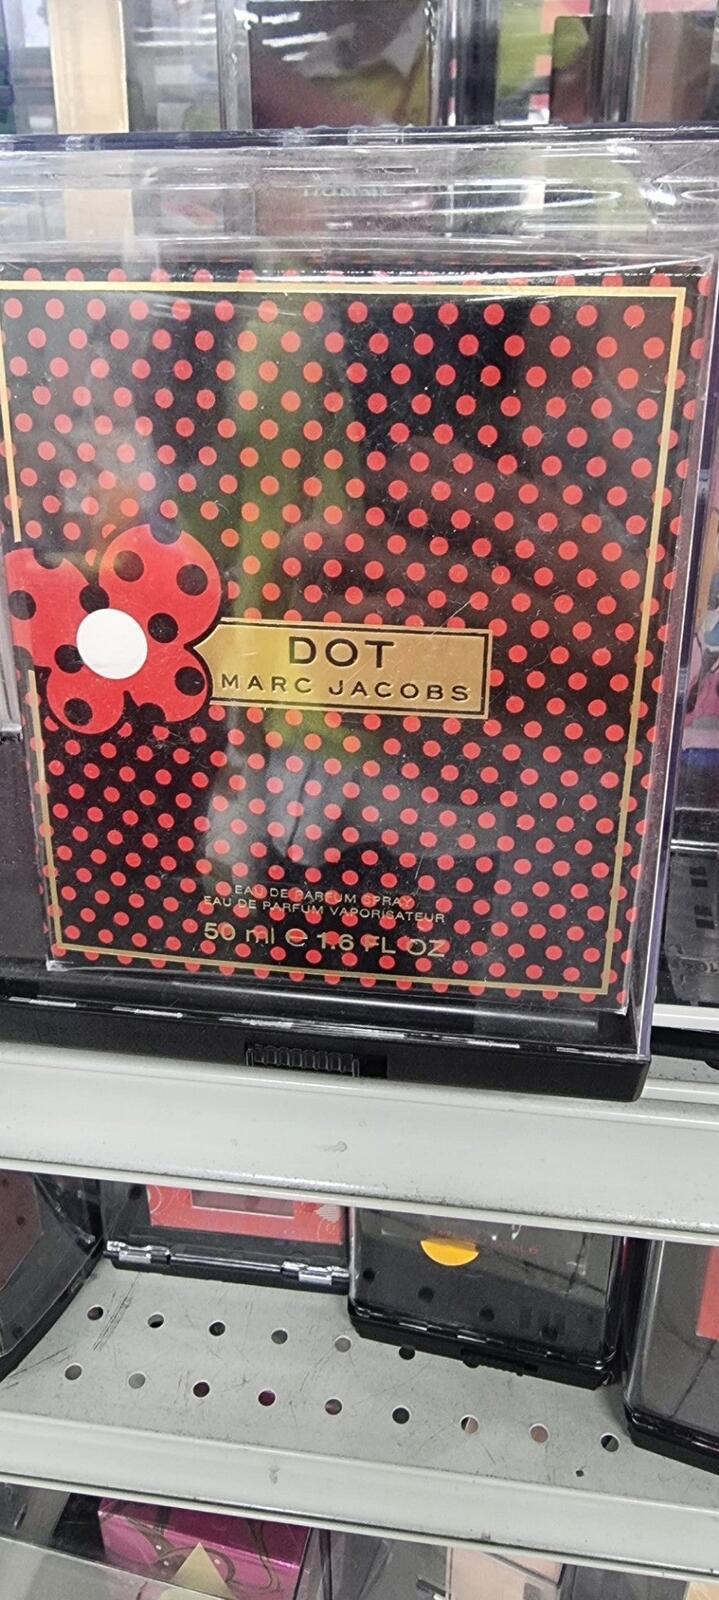 DOT
MARC JACOBS
EAU DE PARFUM SPRAY
EAU DE PARFUM VAPORISATEUR
50 ml e 1.6 FL OZ